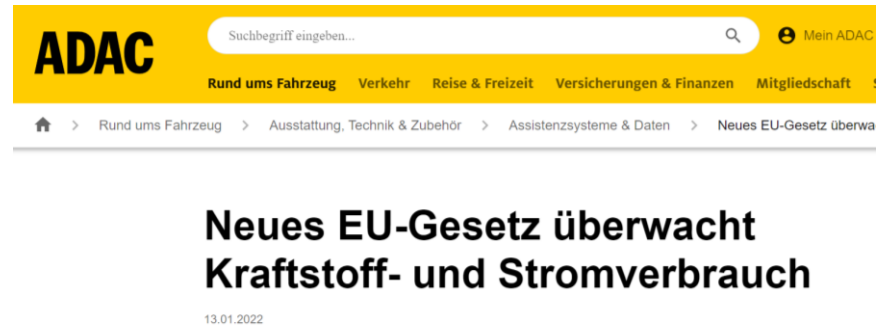 ADAC
Suchbegriff eingeben...
Mein ADAC
Rund ums Fahrzeug Verkehr Reise & Freizeit Versicherungen & Finanzen Mitgliedschaft
> Rund ums Fahrzeug > Ausstattung, Technik & Zubehör > Assistenzsysteme & Daten > Neues EU-Gesetz überwa
Neues EU-Gesetz überwacht
Kraftstoff- und Stromverbrauch
13.01.2022